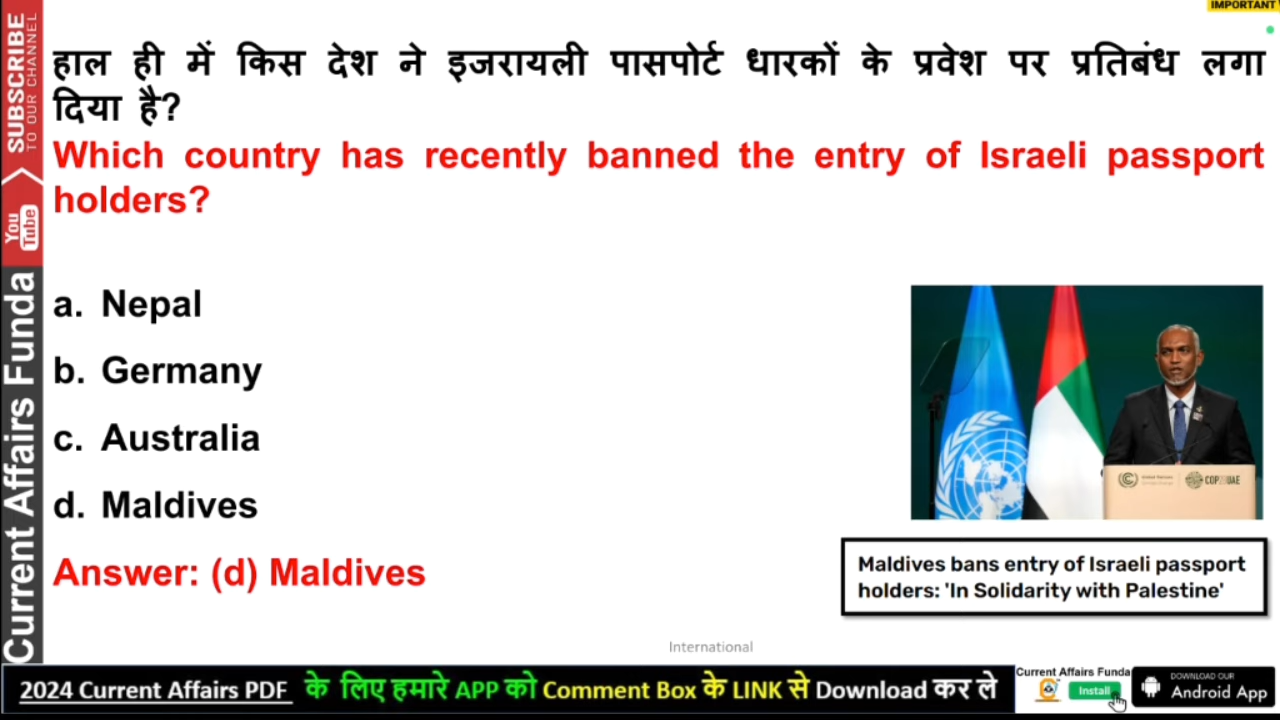 IMPORTANT
SUBSCRIBE
TO OUR CHANNEL
You
Tube
Current Affairs Funda
हाल ही में किस देश ने इजरायली पासपोर्ट धारकों के प्रवेश पर प्रतिबंध लगा
दिया है?
Which country has recently banned the entry of Israeli passport
holders?
a. Nepal
b. Germany
c. Australia
d. Maldives
Answer: (d) Maldives
COP28UAE
Maldives bans entry of Israeli passport
holders: 'In Solidarity with Palestine'
International
2024 Current Affairs PDF के लिए हमारे APP को Comment Box के LINK से Download कर ले
Current Affairs Funda
Install
DOWNLOAD OUR
Android App